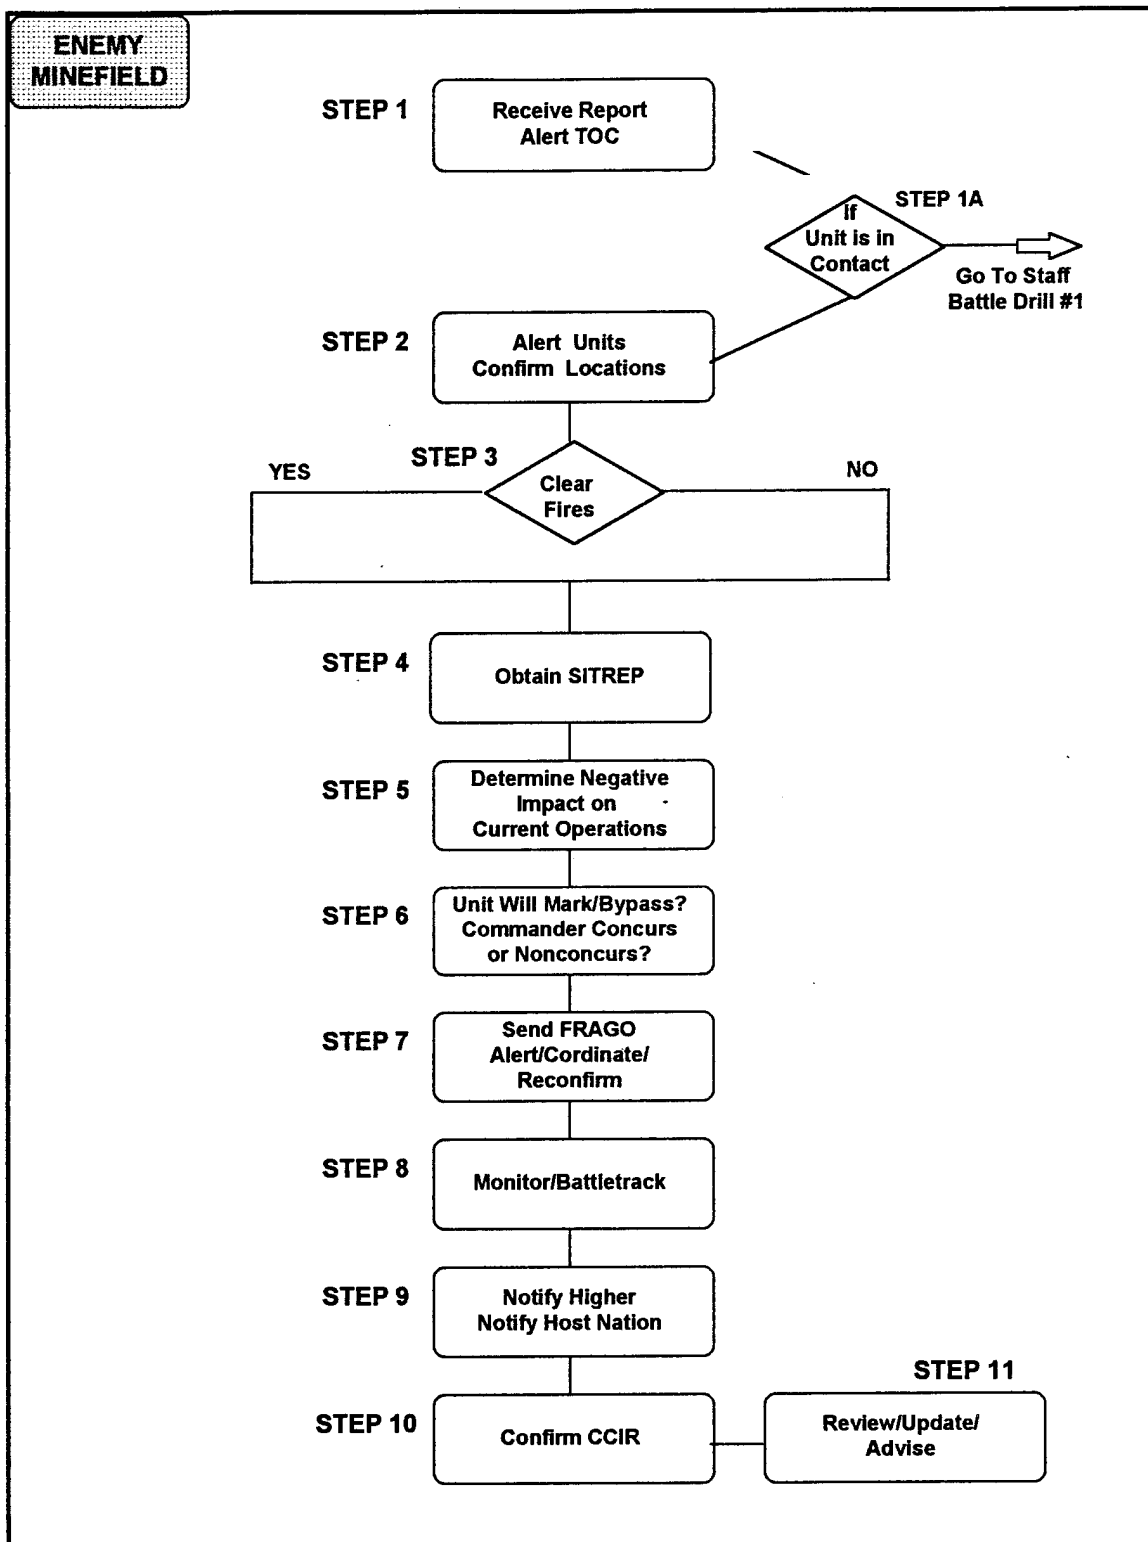 ENEMY
MINEFIELD
STEP 1
Receive Report
Alert TOC
STEP 1A
If
Unit is in
Contact
Go To Staff
Battle Drill #1
STEP 2
Alert Units
Confirm Locations
STEP 3
YES
NO
Clear
Fires
STEP 4
Obtain SITREP
STEP 5
Determine Negative
Impact on
Current Operations
STEP 6
Unit Will Mark/Bypass?
Commander Concurs
or Nonconcurs?
STEP 7
Send FRAGO
Alert/Cordinate/
Reconfirm
STEP 8
Monitor/Battletrack
STEP 9
Notify Higher
Notify Host Nation
STEP 10
Confirm CCIR
STEP 11
Review/Update/
Advise